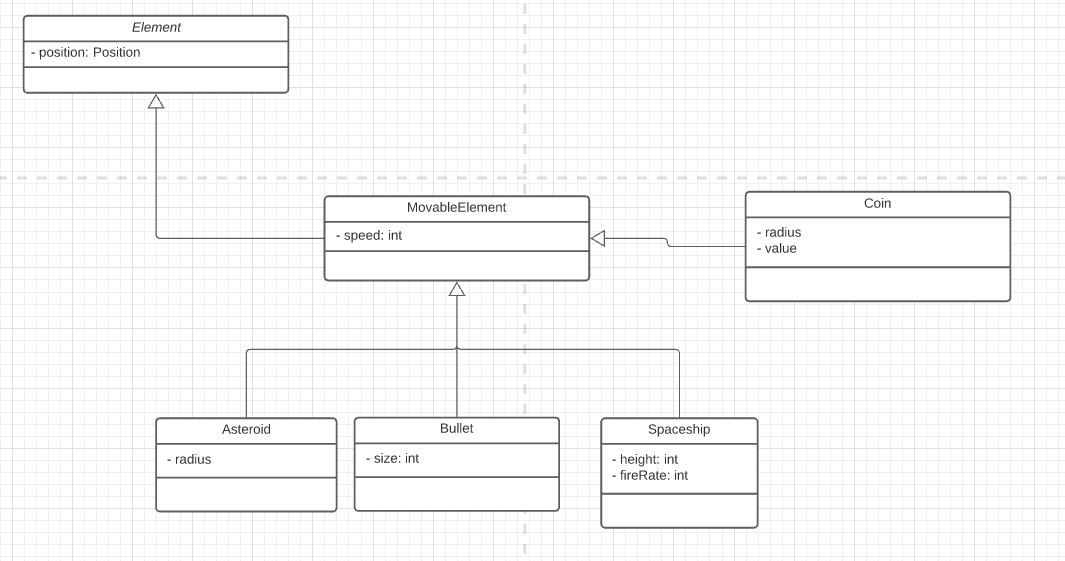 Element
- position: Position
MovableElement
- speed: int
Coin
- radius
- value
Asteroid
- radius
Bullet
- size: int
Spaceship
- height: int
- fireRate: int